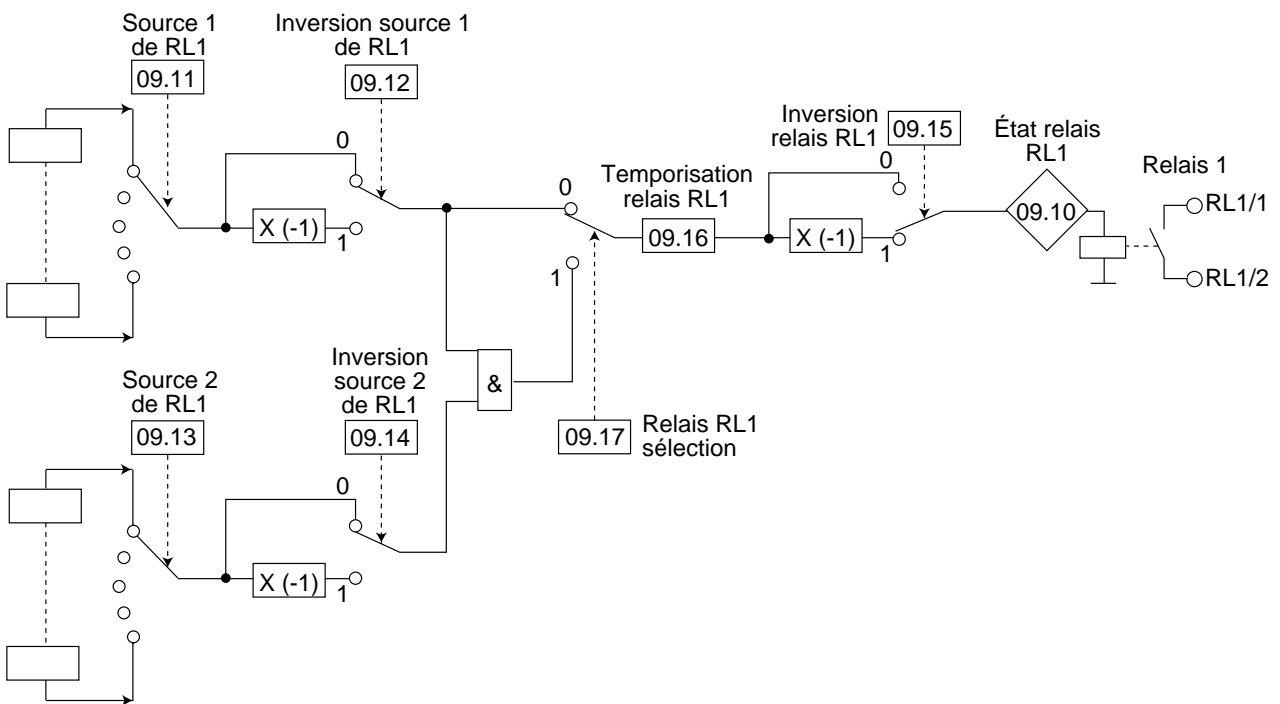 Source 1
de RL1
09.11
Inversion source 1
de RL1
09.12
0
X (-1)
1
0
1
Temporisation
relais RL1
09.16
Inversion
relais RL1
09.15
0
X (-1)
1
État relais
RL1
09.10
Relais 1
RL1/1
RL1/2
&
09.17
Relais RL1
sélection
Source 2
de RL1
09.13
Inversion
source 2
de RL1
09.14
0
X (-1)
1